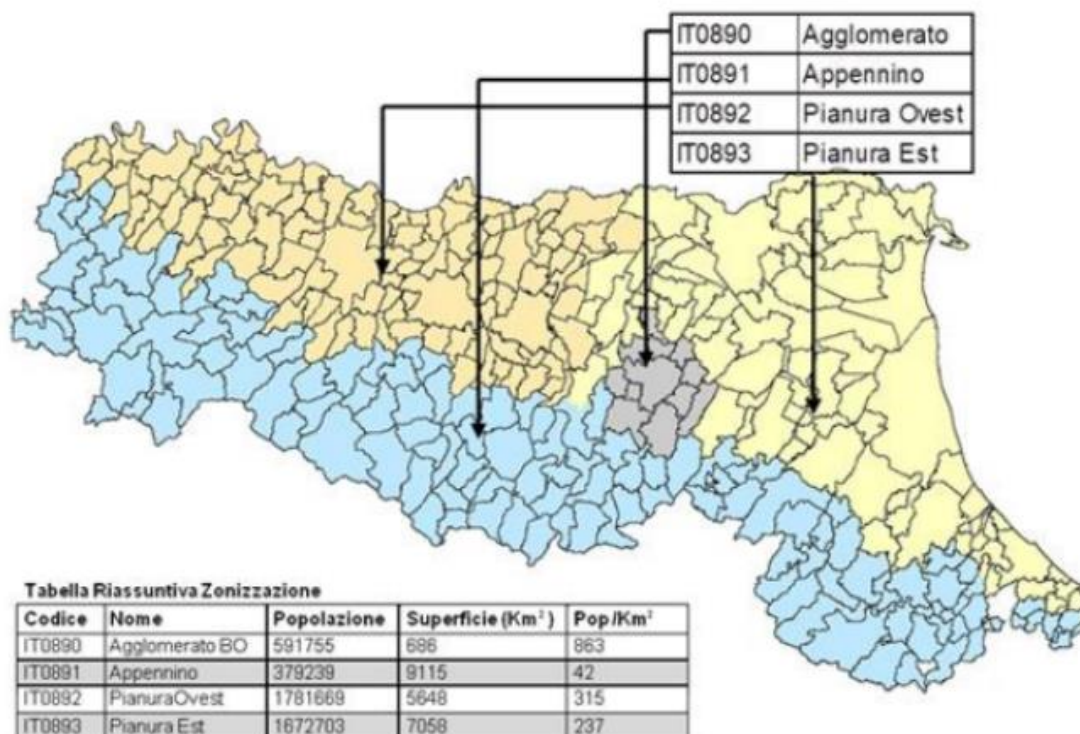 IT0890 Agglomerato
IT0891 Appennino
IT0892 Pianura Ovest
IT0893 Pianura Est
Tabella Riassuntiva Zonizzazione
Codice Nome Popolazione Superficie (Km²) Pop/Km²
IT0890 Agglomerato BO 591755 686 863
IT0891 Appennino 379239 9115 42
IT0892 PianuraOvest 1781669 5648 315
IT0893 Pianura Est 1672703 7058 237